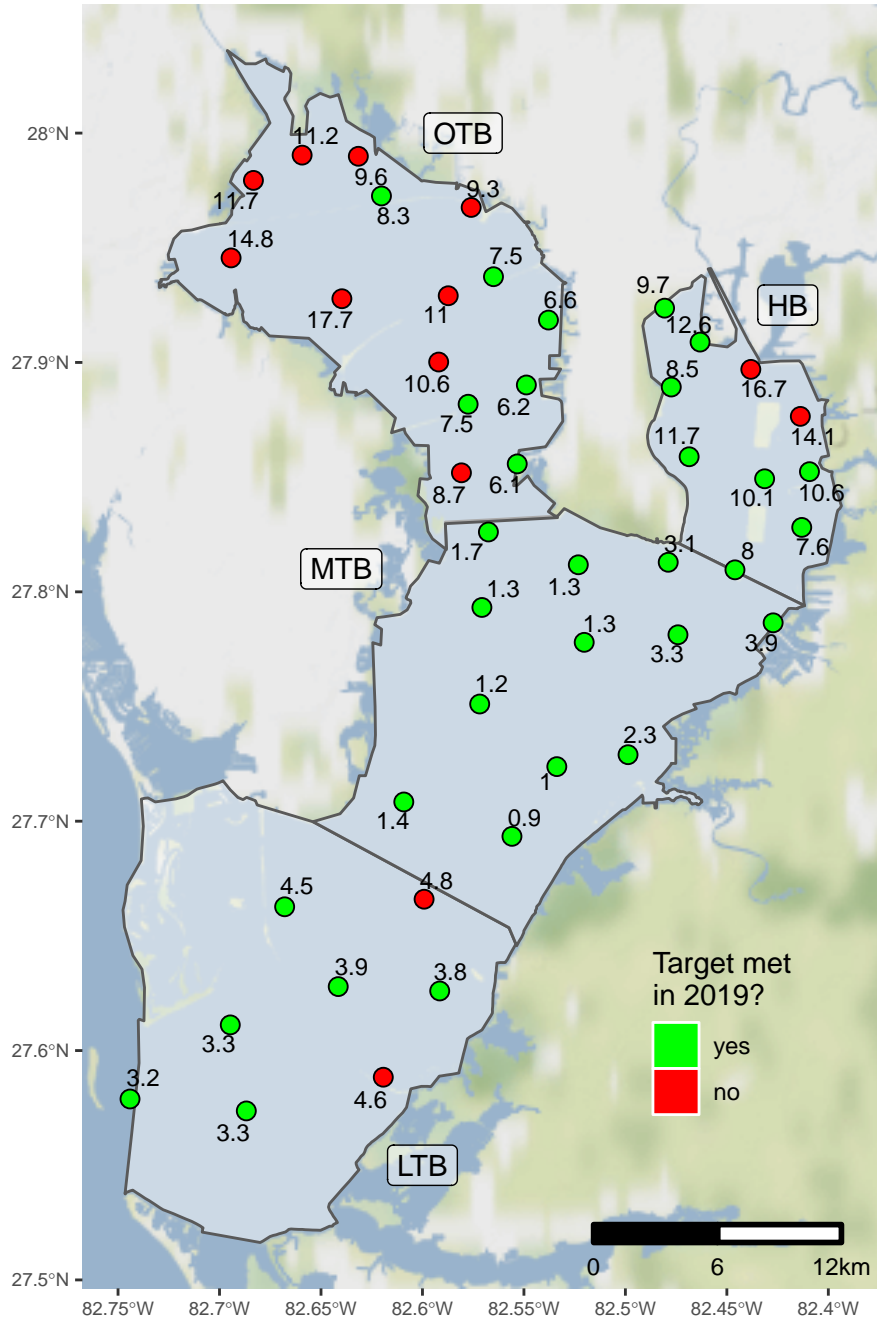 28°N
27.9°N
27.8°N
27.7°N
27.6°N
27.5°N
OTB
11.2
9.6
11.7
8.3
9.3
14.8
7.5
17.7
11
6.6
10.6
7.5
6.2
8.7
6.1
HB
9.7
12.6
8.5
16.7
14.1
11.7
10.1
10.6
7.6
8
MTB
1.7
1.3
3.1
1.3
1.3
3.3
3.9
1.2
2.3
1
1.4
0.9
4.5
4.8
3.9
3.8
3.3
3.2
3.3
4.6
LTB
Target met
in 2019?
yes
no
0 6 12km
82.75°W 82.7°W 82.65°W 82.6°W 82.55°W 82.5°W 82.45°W 82.4°W